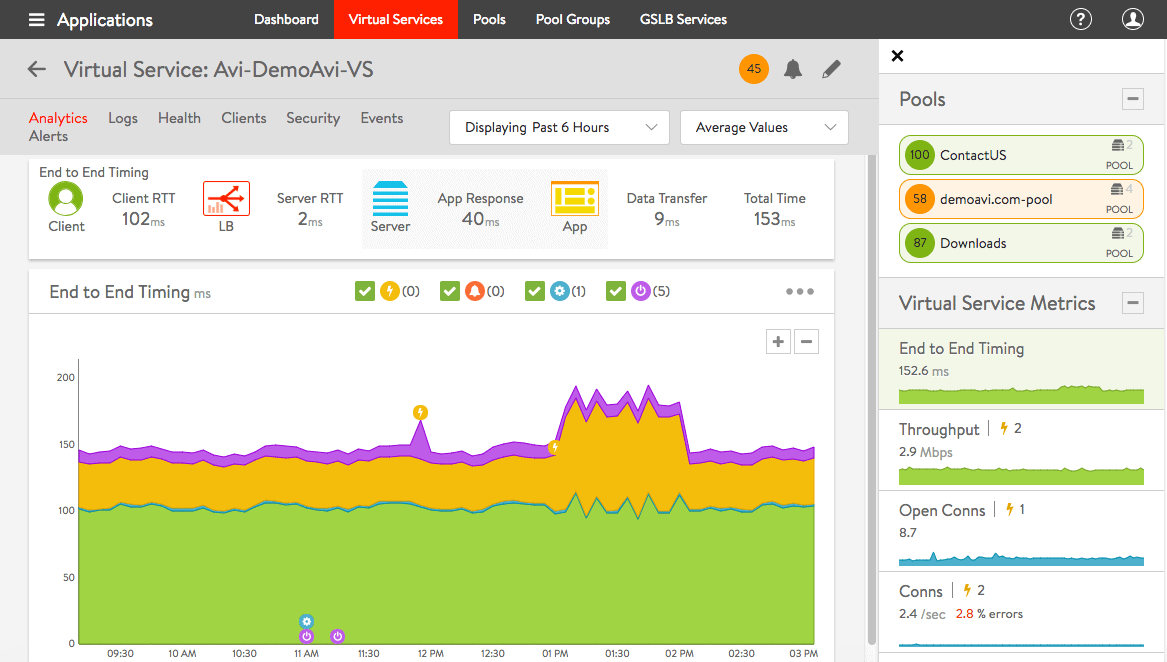 Applications
Dashboard
Virtual Services
Pools
Pool Groups
GSLB Services
?
Virtual Service: Avi-DemoAvi-VS
45
Analytics
Logs
Health
Clients
Security
Events
Alerts
Displaying Past 6 Hours
Average Values
End to End Timing
Client
Client RTT
102ms
LB
Server RTT
2ms
Server
App Response
40ms
App
Data Transfer
9ms
Total Time
153ms
End to End Timing ms
(0)
(0)
(1)
(5)
200
150
100
50
0
09:30
10 AM
10:30
11 AM
11:30
12 PM
12:30
01 PM
01:30
02 PM
02:30
03 PM
Pools
100
ContactUS
2
POOL
58
demoavi.com-pool
4
POOL
87
Downloads
2
POOL
Virtual Service Metrics
End to End Timing
152.6 ms
Throughput
2
2.9 Mbps
Open Conns
1
8.7
Conns
2
2.4 /sec 2.8 % errors